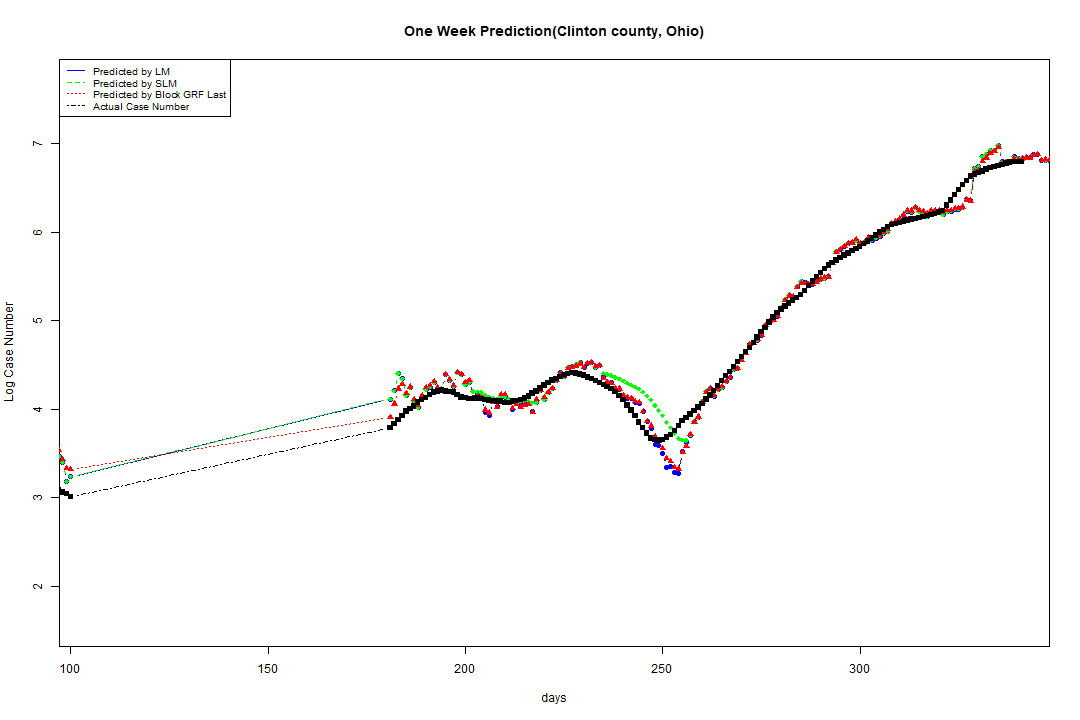 One Week Prediction(Clinton county, Ohio)
Predicted by LM
Predicted by SLM
Predicted by Block GRF Last
Actual Case Number
Log Case Number
7
6
5
4
3
2
100 150 200 250 300
days